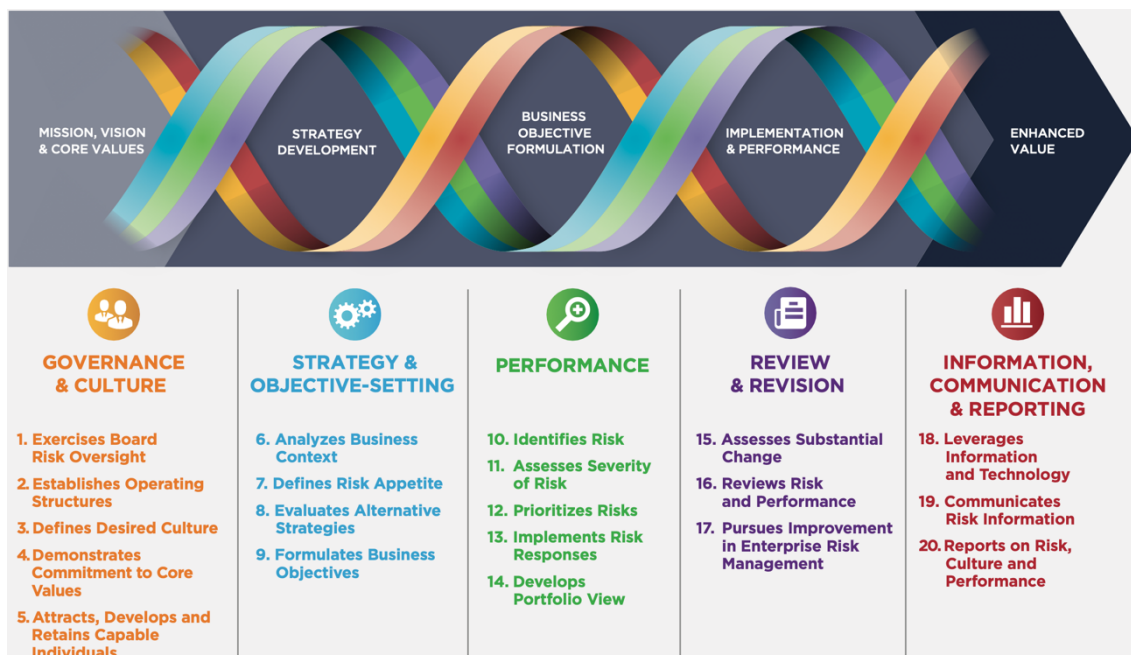 MISSION, VISION
& CORE VALUES
STRATEGY
DEVELOPMENT
BUSINESS
OBJECTIVE
FORMULATION
IMPLEMENTATION
& PERFORMANCE
ENHANCED
VALUE
GOVERNANCE
& CULTURE
1. Exercises Board
Risk Oversight
2. Establishes Operating
Structures
3. Defines Desired Culture
4. Demonstrates
Commitment to Core
Values
5. Attracts, Develops and
Retains Capable
Individuals
STRATEGY &
OBJECTIVE-SETTING
6. Analyzes Business
Context
7. Defines Risk Appetite
8. Evaluates Alternative
Strategies
9. Formulates Business
Objectives
PERFORMANCE
10. Identifies Risk
11. Assesses Severity
of Risk
12. Prioritizes Risks
13. Implements Risk
Responses
14. Develops
Portfolio View
REVIEW
& REVISION
15. Assesses Substantial
Change
16. Reviews Risk
and Performance
17. Pursues Improvement
in Enterprise Risk
Management
INFORMATION,
COMMUNICATION
& REPORTING
18. Leverages
Information
and Technology
19. Communicates
Risk Information
20. Reports on Risk,
Culture and
Performance